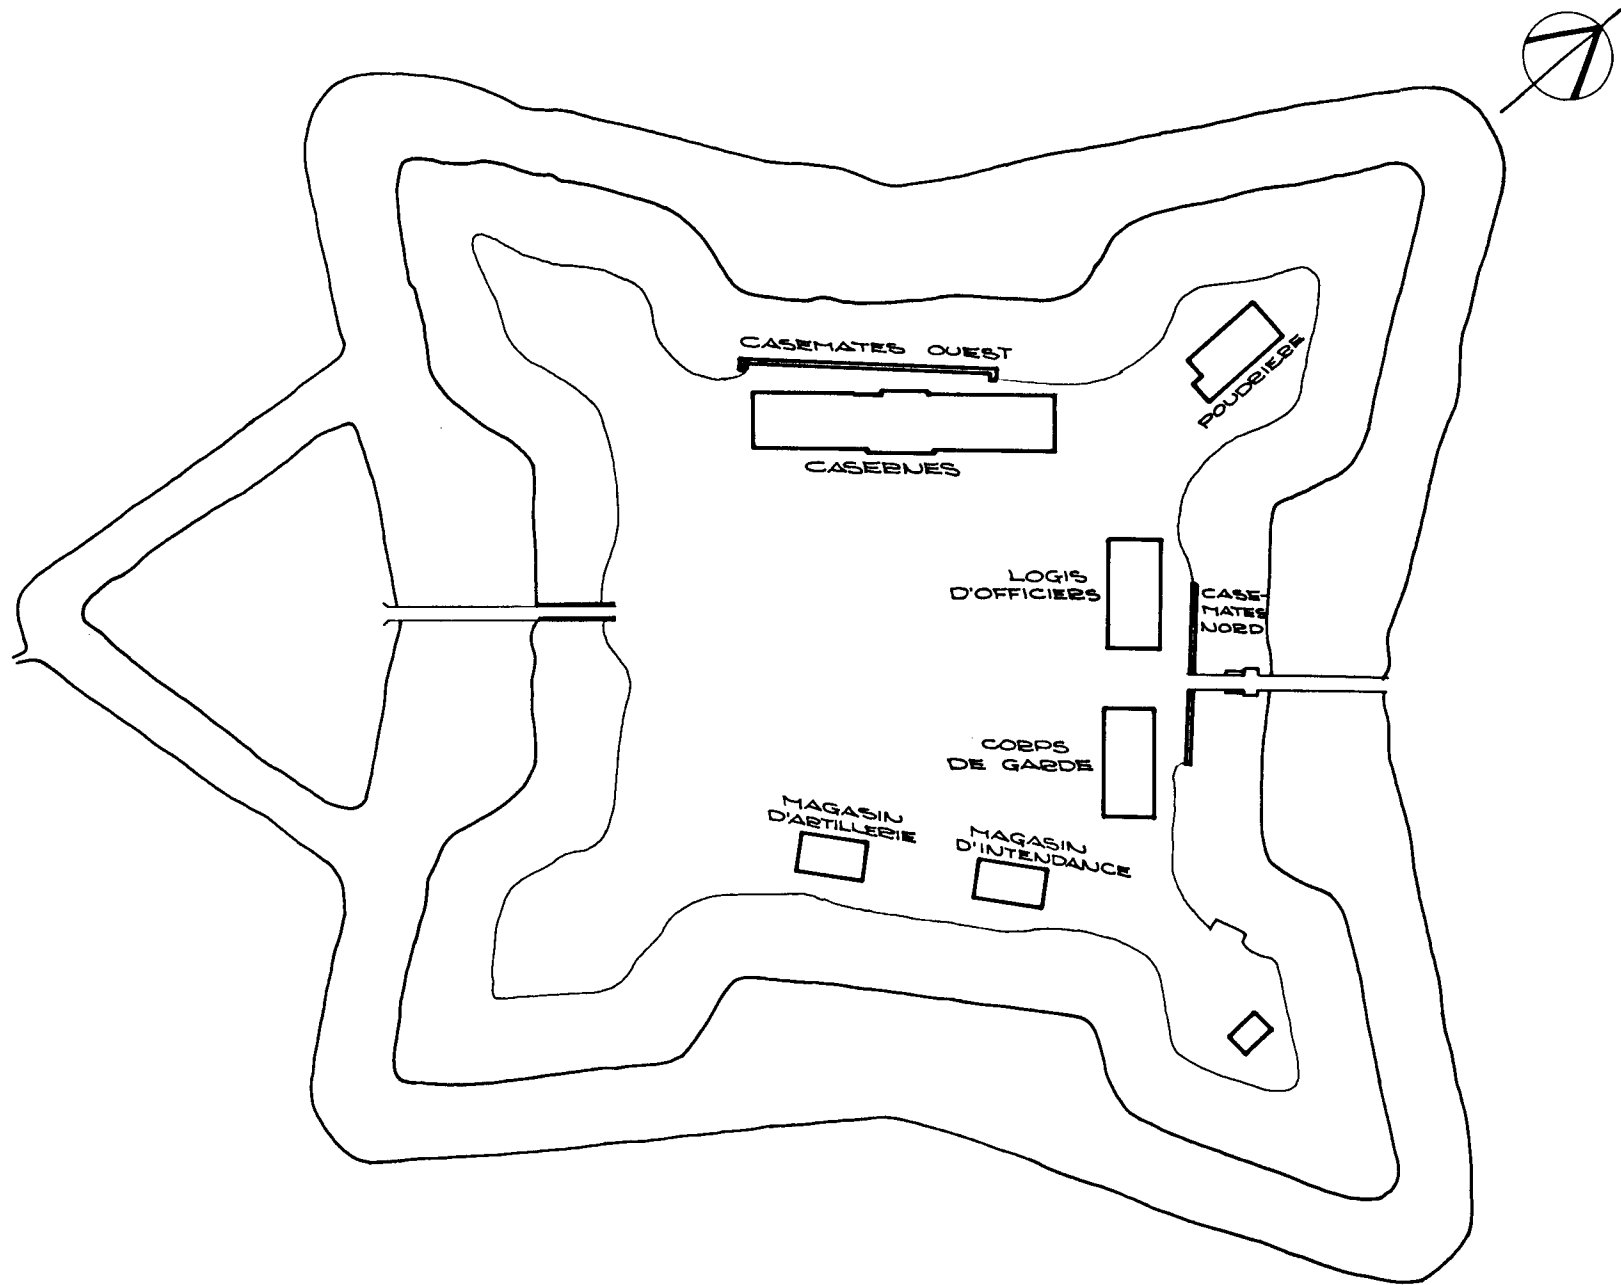 CASEMATES OUEST
POUDRIERE
CASERNES
LOGIS
D'OFFICIERS
CASE-
MATES
NORD
CORPS
DE GARDE
MAGASIN
D'ARTILLERIE
MAGASIN
D'INTENDANCE